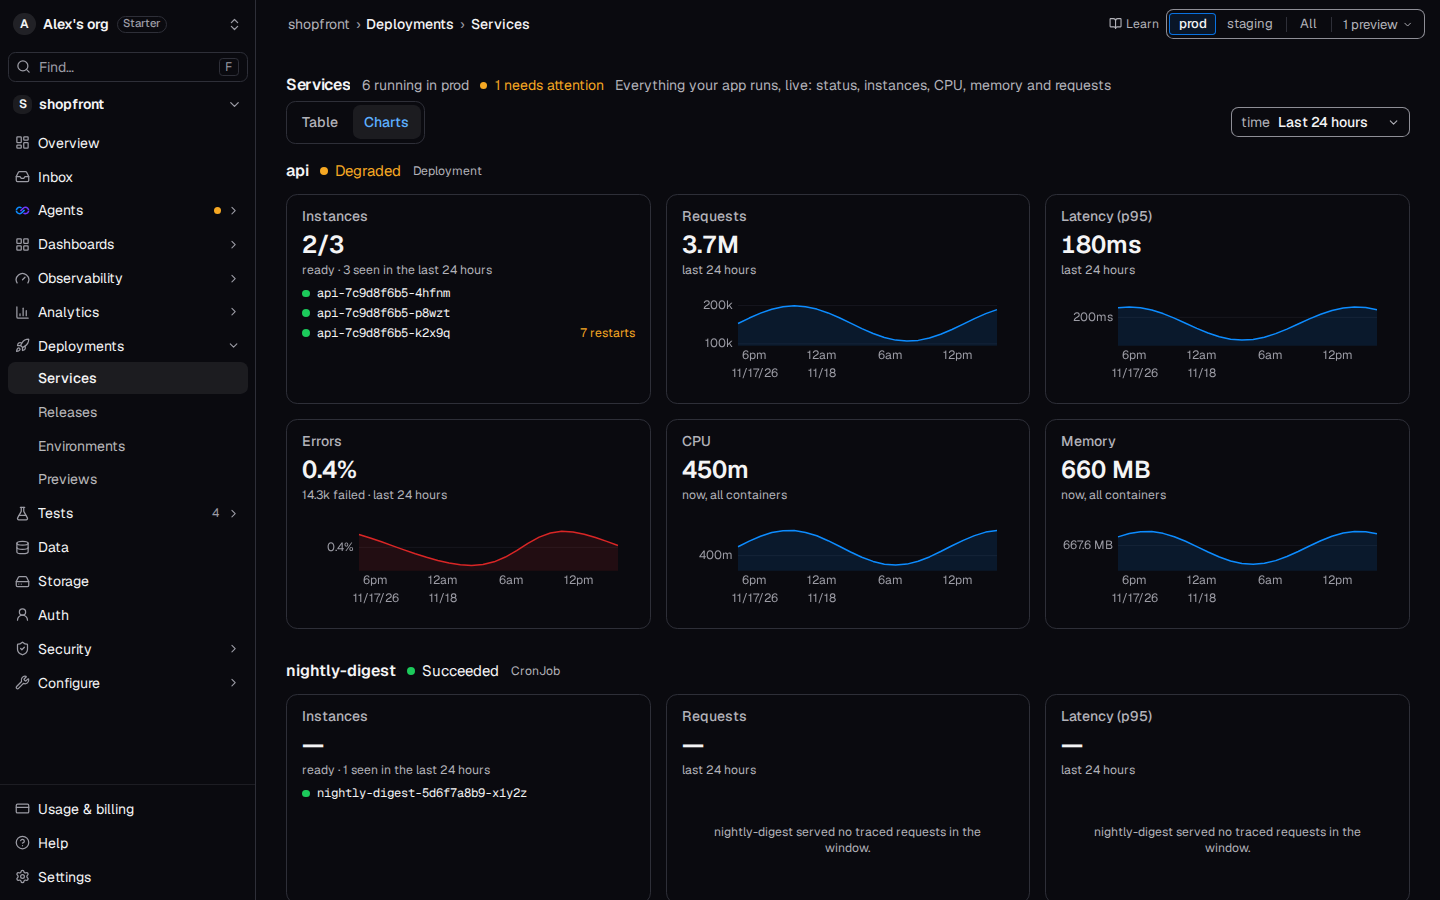 A Alex's org Starter
Find... F
S shopfront
Overview
Inbox
Agents
Dashboards
Observability
Analytics
Deployments
Services
Releases
Environments
Previews
Tests 4
Data
Storage
Auth
Security
Configure
Usage & billing
Help
Settings
shopfront › Deployments › Services
Learn prod staging All 1 preview
Services 6 running in prod 1 needs attention Everything your app runs, live: status, instances, CPU, memory and requests
Table Charts
time Last 24 hours
api Degraded Deployment
Instances
2/3
ready · 3 seen in the last 24 hours
api-7c9d8f6b5-4hfnm
api-7c9d8f6b5-p8wzt
api-7c9d8f6b5-k2x9q 7 restarts
Requests
3.7M
last 24 hours
200k
100k
6pm 12am 6am 12pm
11/17/26 11/18
Latency (p95)
180ms
last 24 hours
200ms
6pm 12am 6am 12pm
11/17/26 11/18
Errors
0.4%
14.3k failed · last 24 hours
0.4%
6pm 12am 6am 12pm
11/17/26 11/18
CPU
450m
now, all containers
400m
6pm 12am 6am 12pm
11/17/26 11/18
Memory
660 MB
now, all containers
667.6 MB
6pm 12am 6am 12pm
11/17/26 11/18
nightly-digest Succeeded CronJob
Instances
—
ready · 1 seen in the last 24 hours
nightly-digest-5d6f7a8b9-x1y2z
Requests
—
last 24 hours
nightly-digest served no traced requests in the
window.
Latency (p95)
—
last 24 hours
nightly-digest served no traced requests in the
window.